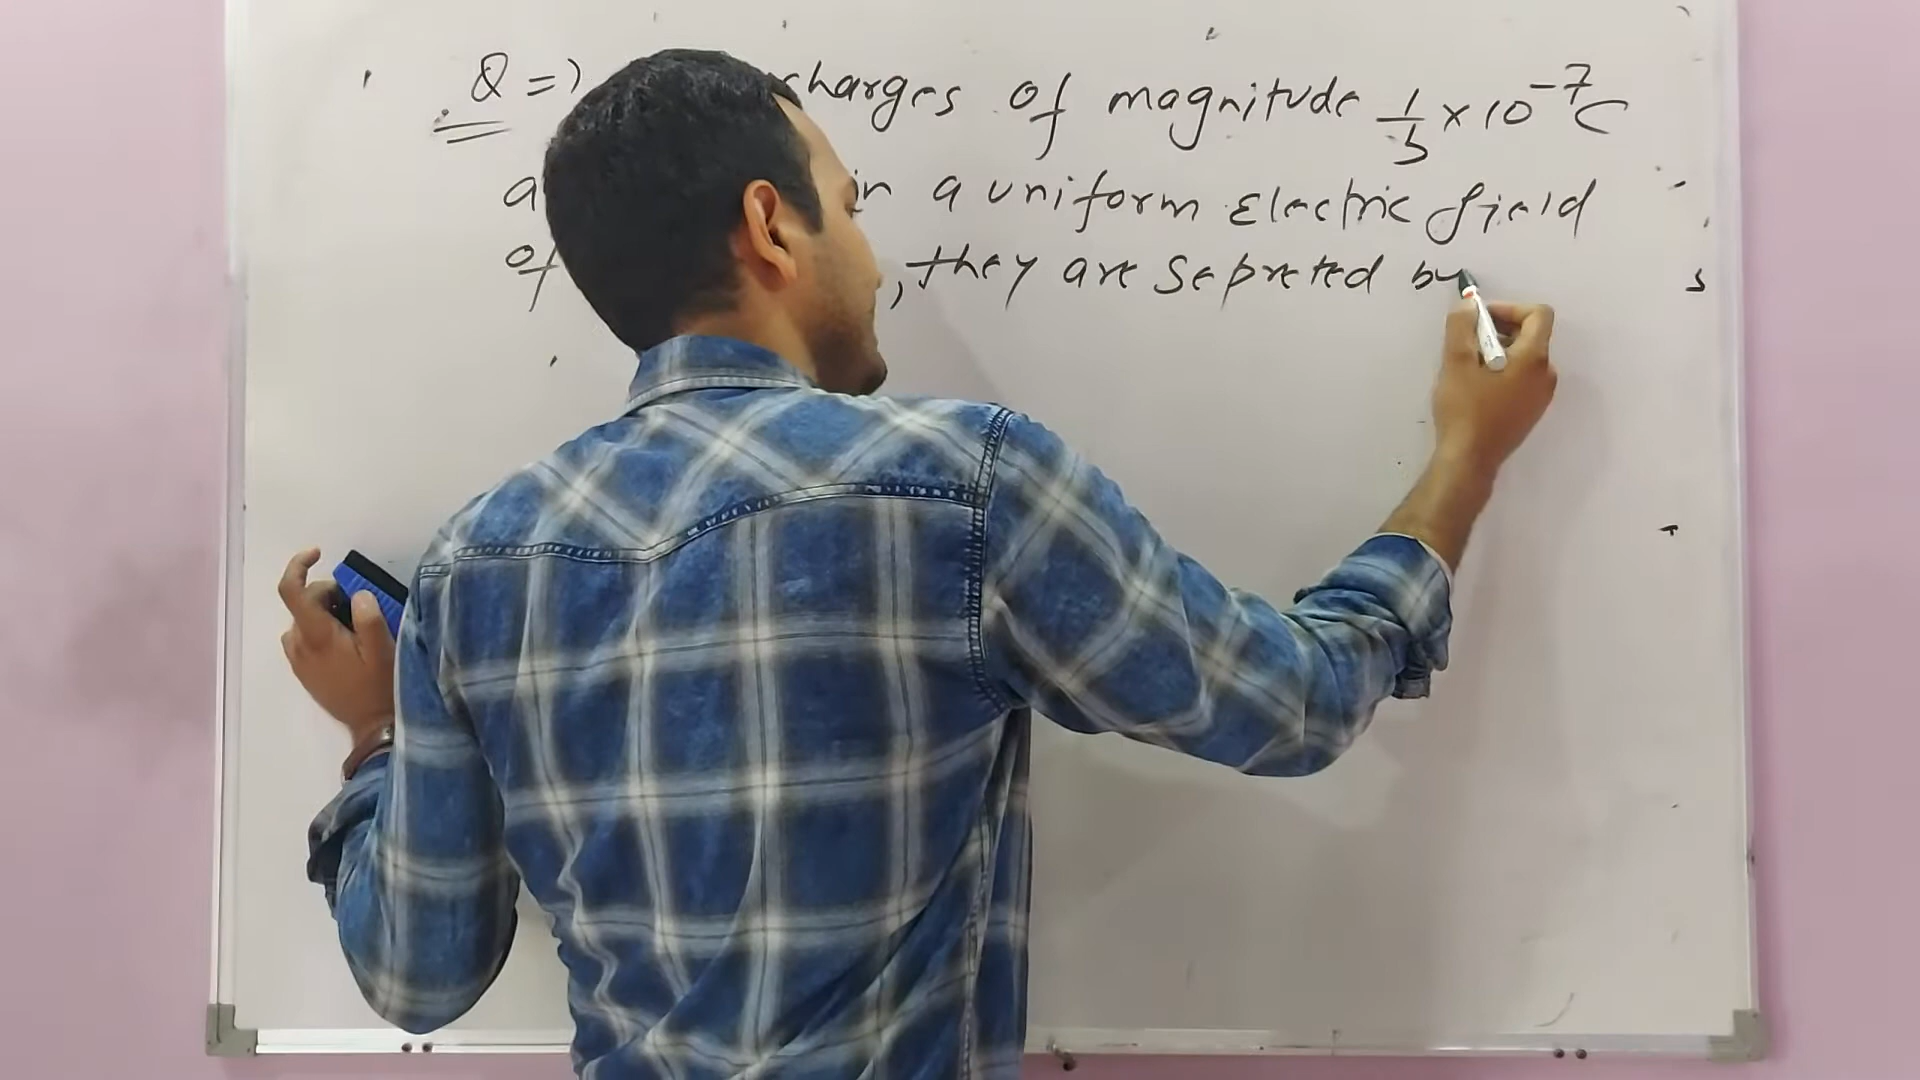 Q => charges of magnitude 1/3 × 10⁻⁷C
in a uniform Electric field
of , they are sepreted by